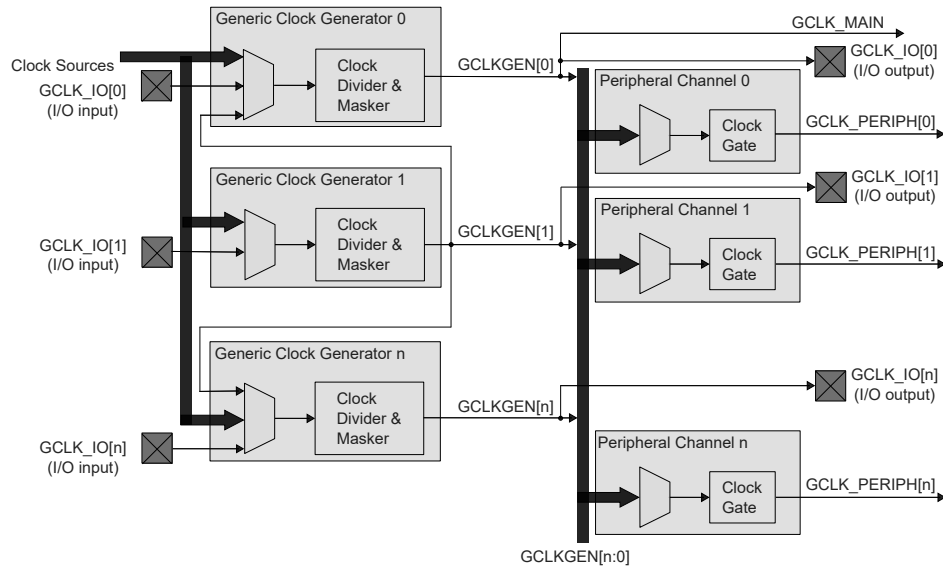 Generic Clock Generator 0
Clock Sources
GCLK_IO[0]
(I/O input)
Clock
Divider &
Masker
GCLKGEN[0]
GCLK_MAIN
GCLK_IO[0]
(I/O output)
Peripheral Channel 0
Clock
Gate
GCLK_PERIPH[0]
Generic Clock Generator 1
GCLK_IO[1]
(I/O input)
Clock
Divider &
Masker
GCLKGEN[1]
GCLK_IO[1]
(I/O output)
Peripheral Channel 1
Clock
Gate
GCLK_PERIPH[1]
Generic Clock Generator n
GCLK_IO[n]
(I/O input)
Clock
Divider &
Masker
GCLKGEN[n]
GCLK_IO[n]
(I/O output)
Peripheral Channel n
Clock
Gate
GCLK_PERIPH[n]
GCLKGEN[n:0]